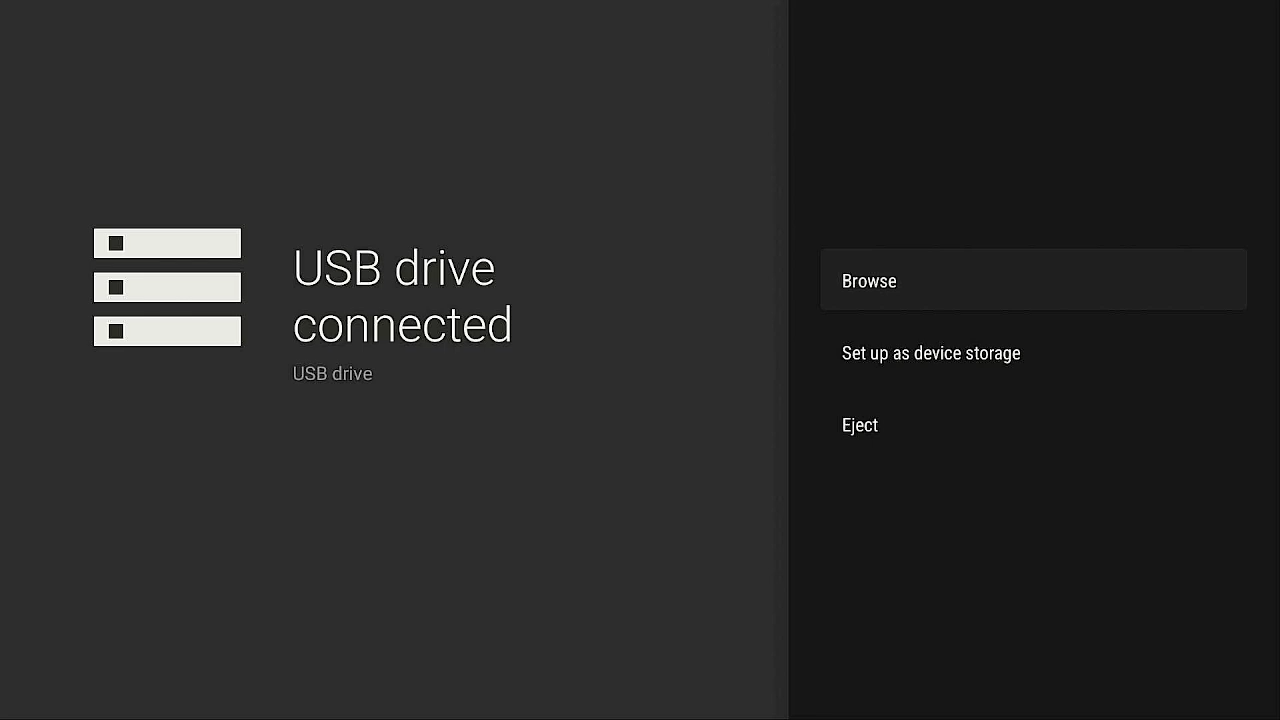 USB drive
connected
USB drive
Browse
Set up as device storage
Eject